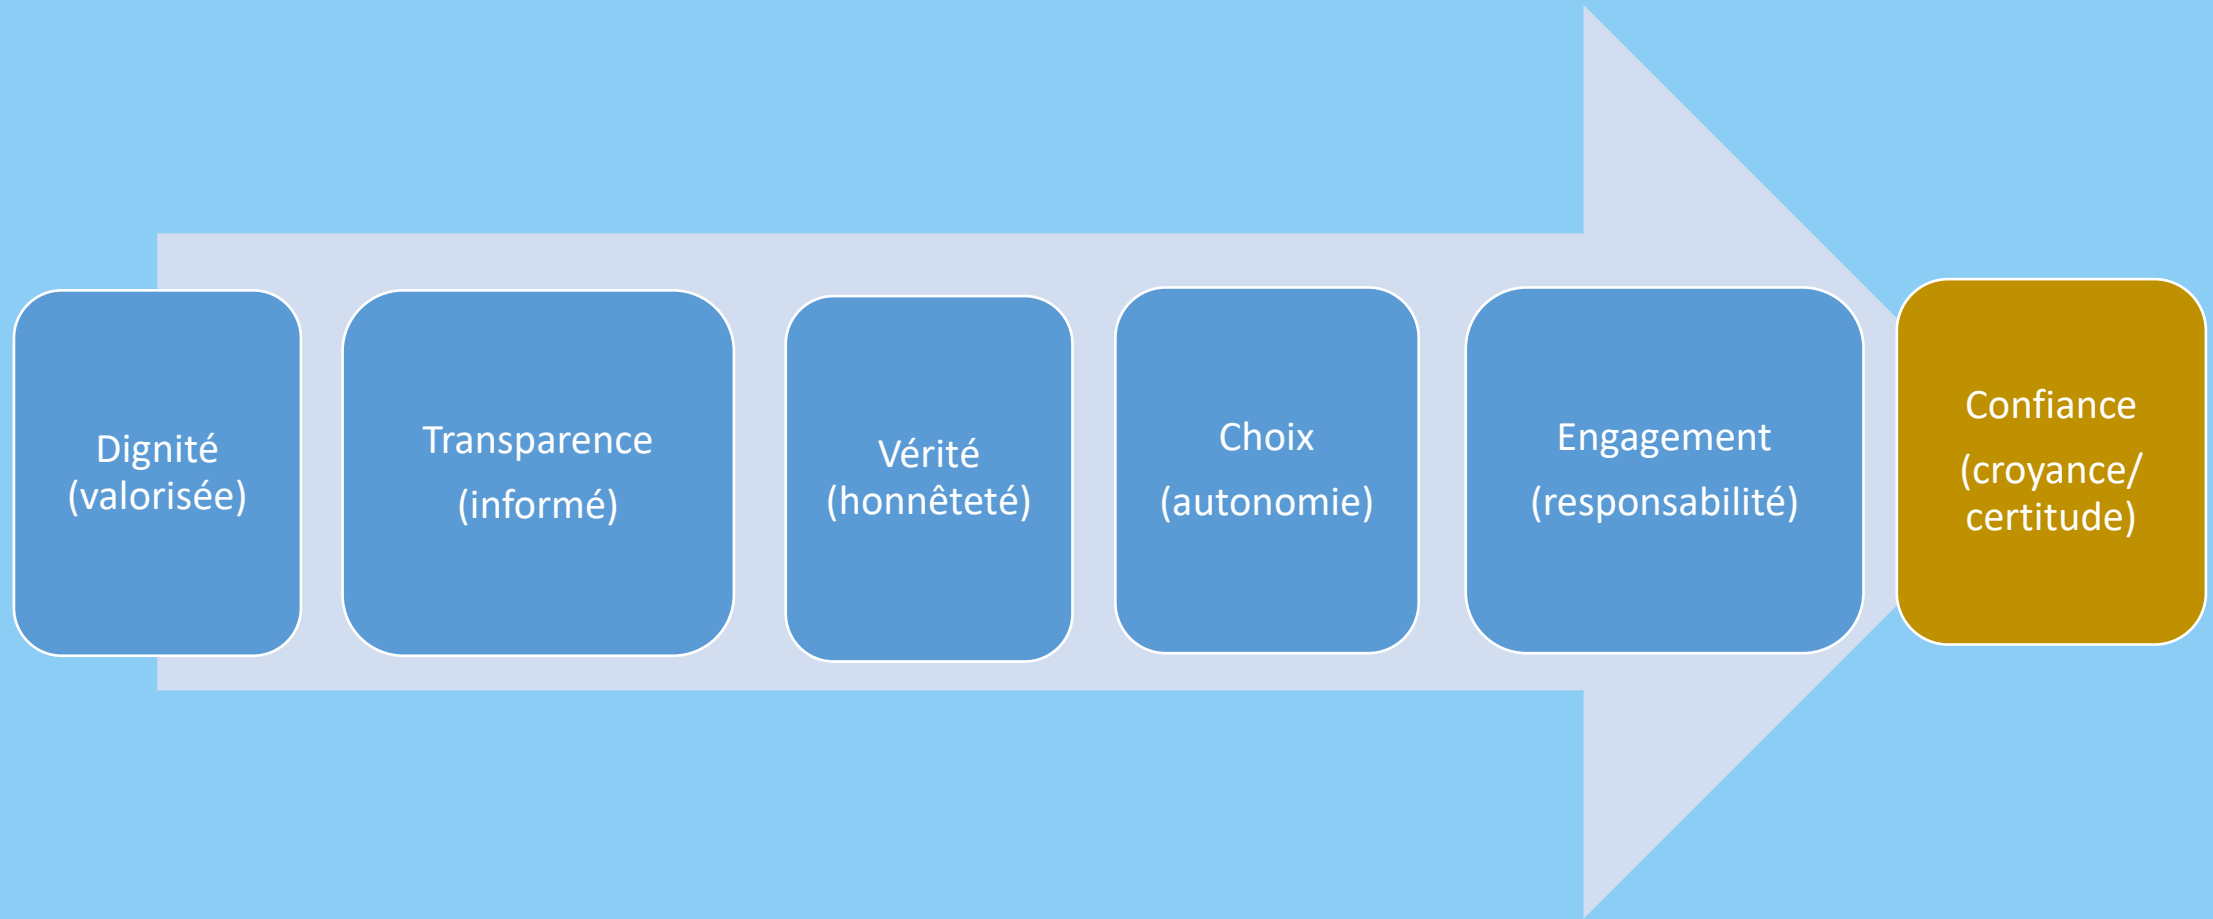 Dignité
(valorisée)
Transparence
(informé)
Vérité
(honnêteté)
Choix
(autonomie)
Engagement
(responsabilité)
Confiance
(croyance/
certitude)